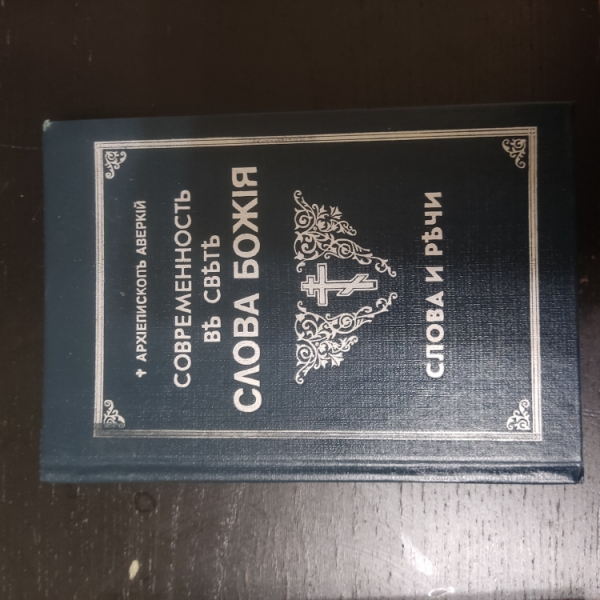 † АРХІЕПИСКОПЪ АВЕРКІЙ
СОВРЕМЕННОСТЬ
ВЪ СВѢТѢ
СЛОВА БОЖІЯ
СЛОВА И РѢЧИ